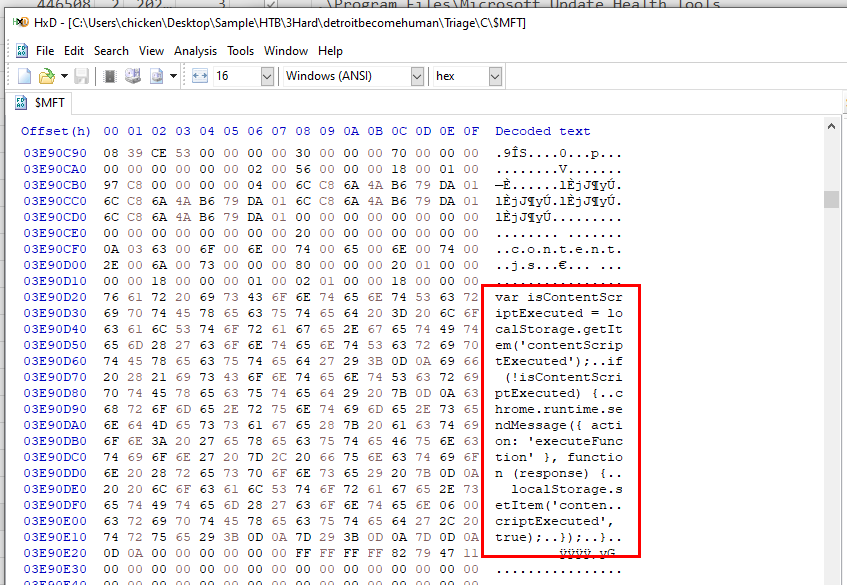 446508 2 202… 3 .\Program Files\Microsoft Update Health Tools
HxD - [C:\Users\chicken\Desktop\Sample\HTB\3Hard\detroitbecomehuman\Triage\C\$MFT]
File Edit Search View Analysis Tools Window Help
16 Windows (ANSI) hex
$MFT
Offset(h) 00 01 02 03 04 05 06 07 08 09 0A 0B 0C 0D 0E 0F Decoded text
03E90C90 08 39 CE 53 00 00 00 00 30 00 00 00 70 00 00 00 .9ÎS....0...p...
03E90CA0 00 00 00 00 00 00 02 00 56 00 00 00 18 00 01 00 ........V.......
03E90CB0 97 C8 00 00 00 00 04 00 6C C8 6A 4A B6 79 DA 01 —È......lÈjJ¶yÚ.
03E90CC0 6C C8 6A 4A B6 79 DA 01 6C C8 6A 4A B6 79 DA 01 lÈjJ¶yÚ.lÈjJ¶yÚ.
03E90CD0 6C C8 6A 4A B6 79 DA 01 00 00 00 00 00 00 00 00 lÈjJ¶yÚ.........
03E90CE0 00 00 00 00 00 00 00 00 20 00 00 00 00 00 00 00 ........ .......
03E90CF0 0A 03 63 00 6F 00 6E 00 74 00 65 00 6E 00 74 00 ..c.o.n.t.e.n.t.
03E90D00 2E 00 6A 00 73 00 00 00 80 00 00 00 20 01 00 00 ..j.s...€... ...
03E90D10 00 00 18 00 00 00 01 00 02 01 00 00 18 00 00 00 ................
03E90D20 76 61 72 20 69 73 43 6F 6E 74 65 6E 74 53 63 72 var isContentScr
03E90D30 69 70 74 45 78 65 63 75 74 65 64 20 3D 20 6C 6F iptExecuted = lo
03E90D40 63 61 6C 53 74 6F 72 61 67 65 2E 67 65 74 49 74 calStorage.getIt
03E90D50 65 6D 28 27 63 6F 6E 74 65 6E 74 53 63 72 69 70 em('contentScrip
03E90D60 74 45 78 65 63 75 74 65 64 27 29 3B 0D 0A 69 66 tExecuted');..if
03E90D70 20 28 21 69 73 43 6F 6E 74 65 6E 74 53 63 72 69 (!isContentScri
03E90D80 70 74 45 78 65 63 75 74 65 64 29 20 7B 0D 0A 63 ptExecuted) {..c
03E90D90 68 72 6F 6D 65 2E 72 75 6E 74 69 6D 65 2E 73 65 hrome.runtime.se
03E90DA0 6E 64 4D 65 73 73 61 67 65 28 7B 20 61 63 74 69 ndMessage({ acti
03E90DB0 6F 6E 3A 20 27 65 78 65 63 75 74 65 46 75 6E 63 on: 'executeFunc
03E90DC0 74 69 6F 6E 27 20 7D 2C 20 66 75 6E 63 74 69 6F tion' }, functio
03E90DD0 6E 20 28 72 65 73 70 6F 6E 73 65 29 20 7B 0D 0A n (response) {..
03E90DE0 20 20 6C 6F 63 61 6C 53 74 6F 72 61 67 65 2E 73 localStorage.s
03E90DF0 65 74 49 74 65 6D 28 27 63 6F 6E 74 65 6E 06 00 etItem('conten..
03E90E00 63 72 69 70 74 45 78 65 63 75 74 65 64 27 2C 20 criptExecuted',
03E90E10 74 72 75 65 29 3B 0D 0A 7D 29 3B 0D 0A 7D 0D 0A true);..});..}..
03E90E20 0D 0A 00 00 00 00 00 00 FF FF FF FF 82 79 47 11 ........ÿÿÿÿ‚yG.
03E90E30 00 00 00 00 00 00 00 00 00 00 00 00 00 00 00 00 ................